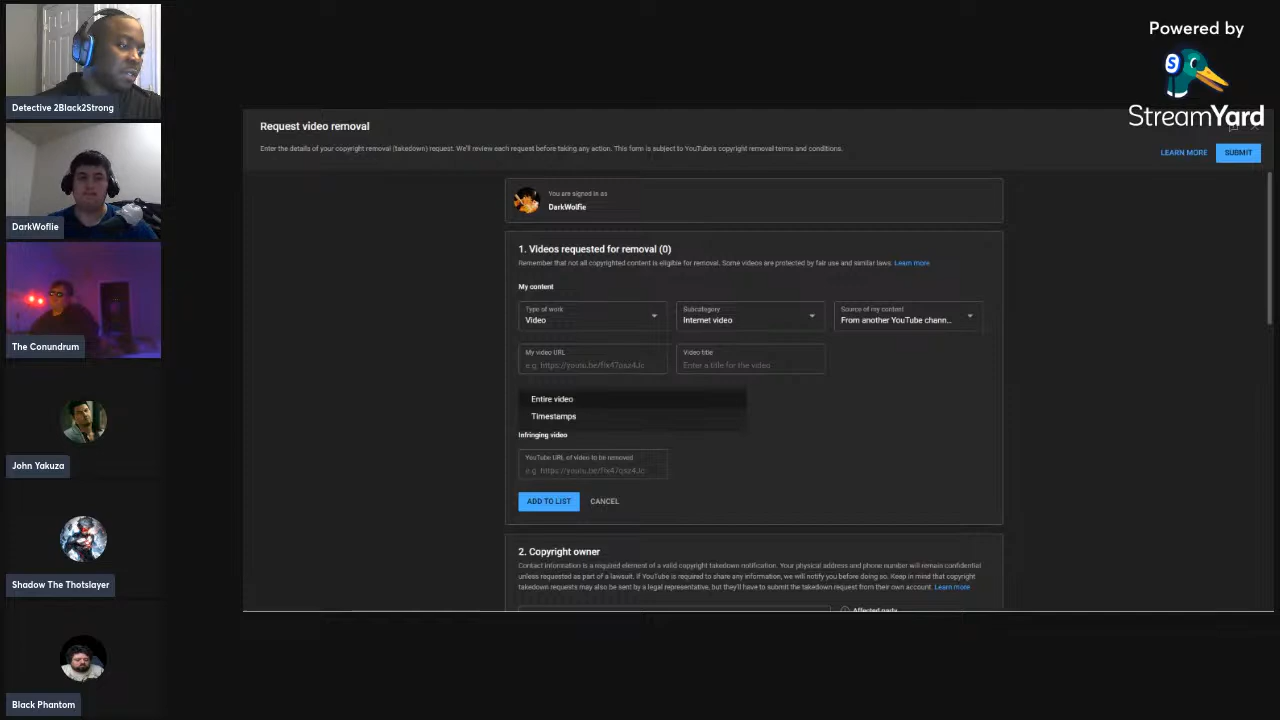 Powered by
StreamYard
Detective 2Black2Strong
DarkWoflie
The Conundrum
John Yakuza
Shadow The Thotslayer
Black Phantom
Request video removal
Enter the details of your copyright removal (takedown) request. We'll review each request before taking any action. This form is subject to YouTube's copyright removal terms and conditions.
LEARN MORE
SUBMIT
You are signed in as
DarkWolfie
1. Videos requested for removal (0)
Remember that not all copyrighted content is eligible for removal. Some videos are protected by fair use and similar laws. Learn more
My content
Type of work
Video
Subcategory
Internet video
Source of my content
From another YouTube chann...
My video URL
Video title
Enter a title for the video
Entire video
Timestamps
Infringing video
YouTube URL of video to be removed
ADD TO LIST
CANCEL
2. Copyright owner
Contact information is a required element of a valid copyright takedown notification. Your physical address and phone number will remain confidential
unless requested as part of a lawsuit. If YouTube is required to share any information, we will notify you before doing so. Keep in mind that copyright
takedown requests may also be sent by a legal representative, but they'll have to submit the takedown request from their own account. Learn more
Affected party